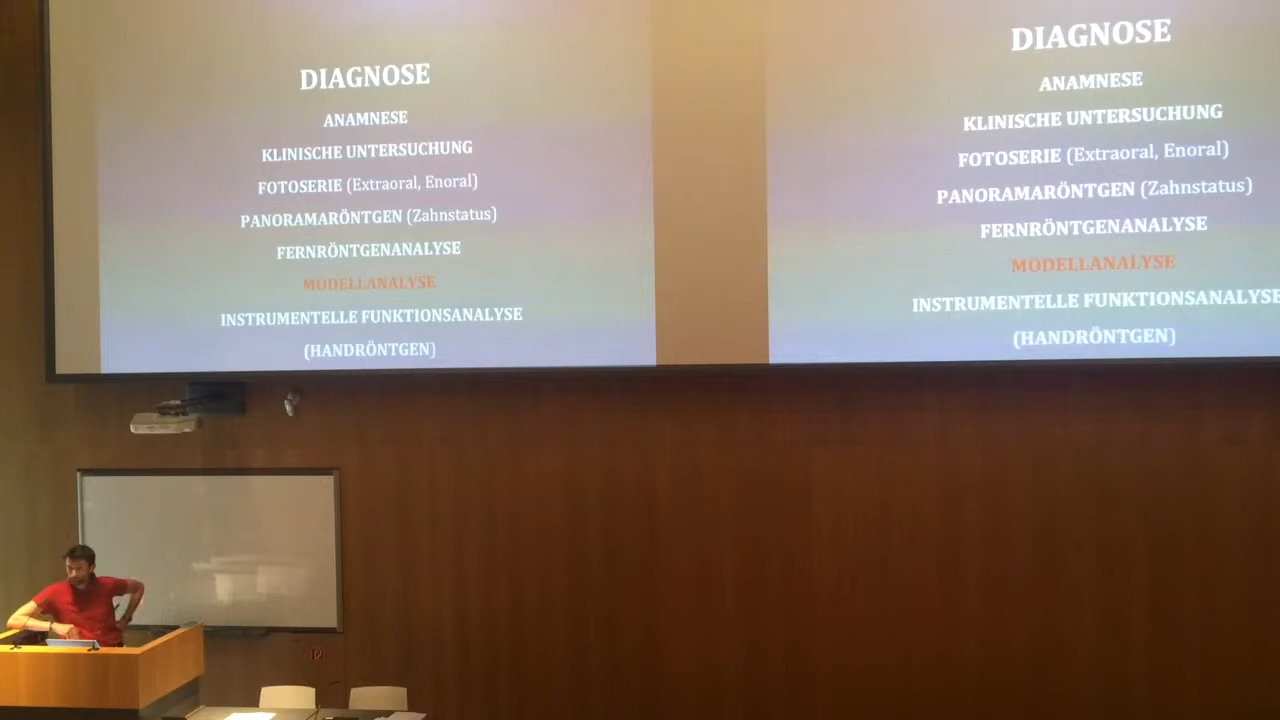 DIAGNOSE
ANAMNESE
KLINISCHE UNTERSUCHUNG
FOTOSERIE (Extraoral, Enoral)
PANORAMARÖNTGEN (Zahnstatus)
FERNRÖNTGENANALYSE
MODELLANALYSE
INSTRUMENTELLE FUNKTIONSANALYSE
(HANDRÖNTGEN)
DIAGNOSE
ANAMNESE
KLINISCHE UNTERSUCHUNG
FOTOSERIE (Extraoral, Enoral)
PANORAMARÖNTGEN (Zahnstatus)
FERNRÖNTGENANALYSE
MODELLANALYSE
INSTRUMENTELLE FUNKTIONSANALYSE
(HANDRÖNTGEN)